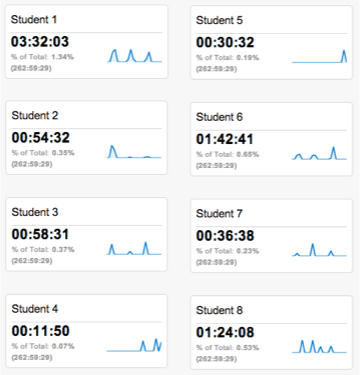 Student 1
03:32:03
% of Total: 1.34%
(262:59:29)
Student 2
00:54:32
% of Total: 0.35%
(262:59:29)
Student 3
00:58:31
% of Total: 0.37%
(262:59:29)
Student 4
00:11:50
% of Total: 0.07%
(262:59:29)
Student 5
00:30:32
% of Total: 0.19%
(262:59:29)
Student 6
01:42:41
% of Total: 0.65%
(262:59:29)
Student 7
00:36:38
% of Total: 0.23%
(262:59:29)
Student 8
01:24:08
% of Total: 0.53%
(262:59:29)